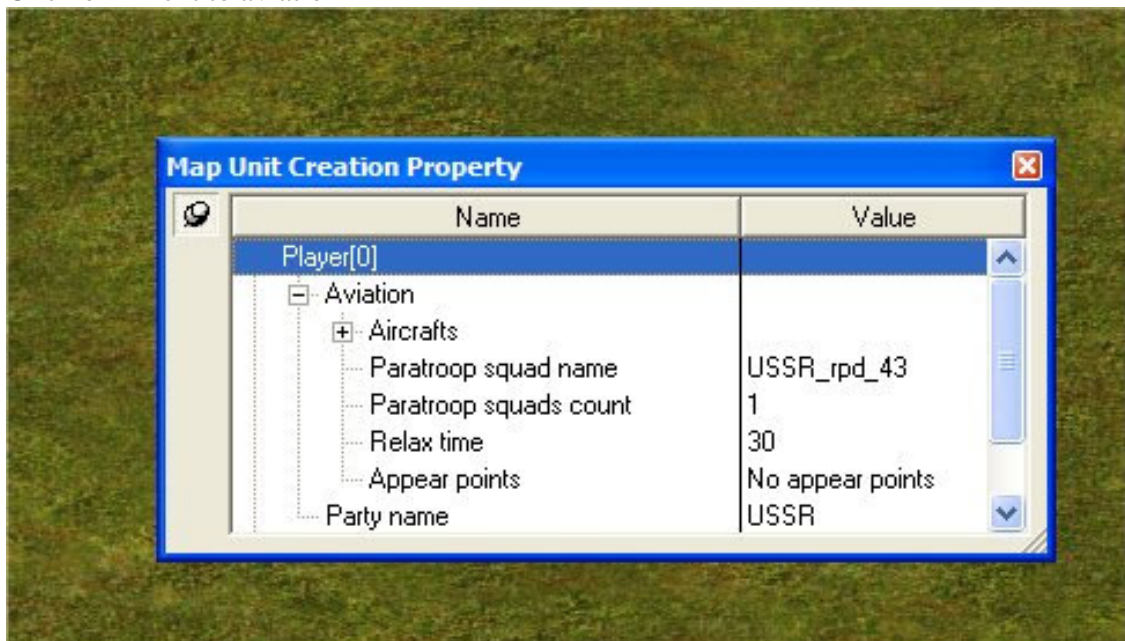 Map Unit Creation Property
Name Value
Player[0]
Aviation
Aircrafts
Paratroop squad name USSR_rpd_43
Paratroop squads count 1
Relax time 30
Appear points No appear points
Party name USSR